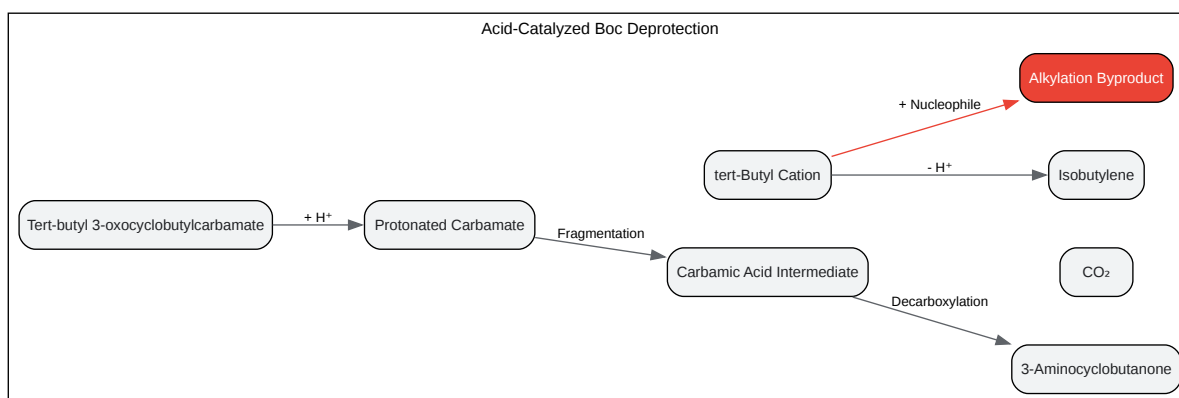 Acid-Catalyzed Boc Deprotection
Alkylation Byproduct
+ Nucleophile
tert-Butyl Cation
- H⁺
Isobutylene
Tert-butyl 3-oxocyclobutylcarbamate
+ H⁺
Protonated Carbamate
Fragmentation
Carbamic Acid Intermediate
CO₂
Decarboxylation
3-Aminocyclobutanone